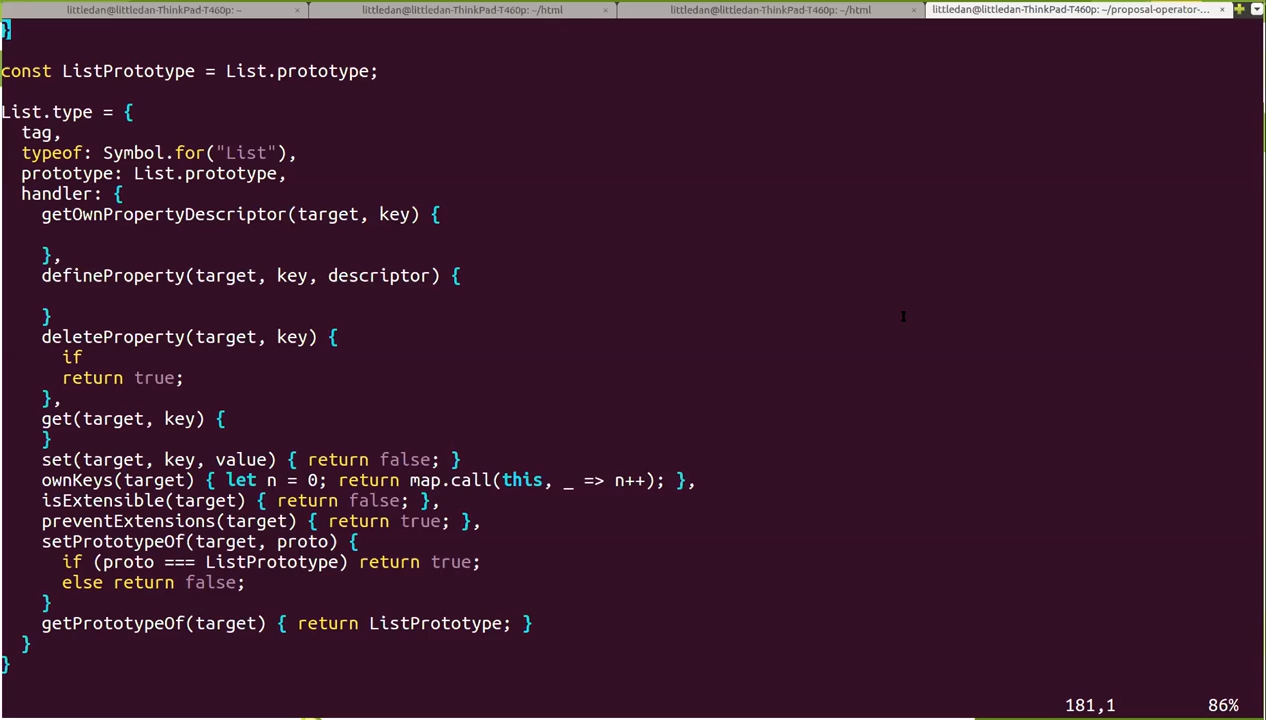 littledan@littledan-ThinkPad-T460p: ~ × littledan@littledan-ThinkPad-T460p: ~/html × littledan@littledan-ThinkPad-T460p: ~/html × littledan@littledan-ThinkPad-T460p: ~/proposal-operator-... ×
}
const ListPrototype = List.prototype;
List.type = {
  tag,
  typeof: Symbol.for("List"),
  prototype: List.prototype,
  handler: {
    getOwnPropertyDescriptor(target, key) {
    },
    defineProperty(target, key, descriptor) {
    }
    deleteProperty(target, key) {
      if
      return true;
    },
    get(target, key) {
    }
    set(target, key, value) { return false; }
    ownKeys(target) { let n = 0; return map.call(this, _ => n++); },
    isExtensible(target) { return false; },
    preventExtensions(target) { return true; },
    setPrototypeOf(target, proto) {
      if (proto === ListPrototype) return true;
      else return false;
    }
    getPrototypeOf(target) { return ListPrototype; }
  }
}
181,1 86%